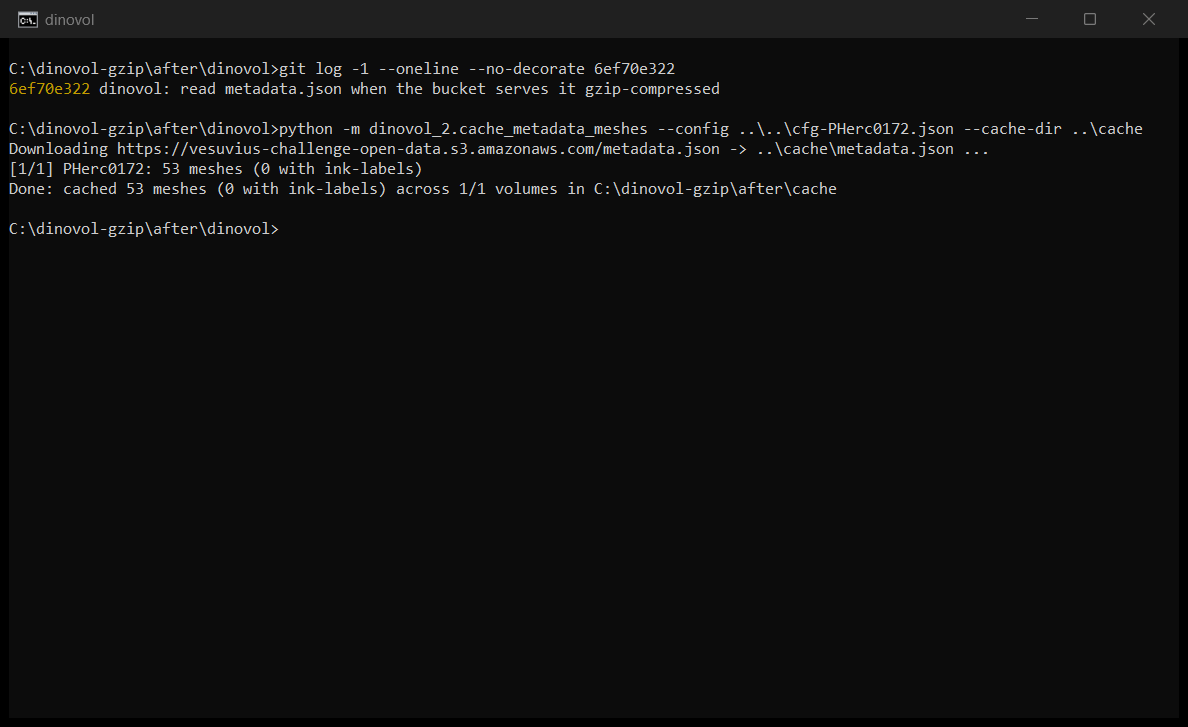 dinovol
C:\dinovol-gzip\after\dinovol>git log -1 --oneline --no-decorate 6ef70e322
6ef70e322 dinovol: read metadata.json when the bucket serves it gzip-compressed
C:\dinovol-gzip\after\dinovol>python -m dinovol_2.cache_metadata_meshes --config ..\..\cfg-PHerc0172.json --cache-dir ..\cache
Downloading https://vesuvius-challenge-open-data.s3.amazonaws.com/metadata.json -> ..\cache\metadata.json ...
[1/1] PHerc0172: 53 meshes (0 with ink-labels)
Done: cached 53 meshes (0 with ink-labels) across 1/1 volumes in C:\dinovol-gzip\after\cache
C:\dinovol-gzip\after\dinovol>